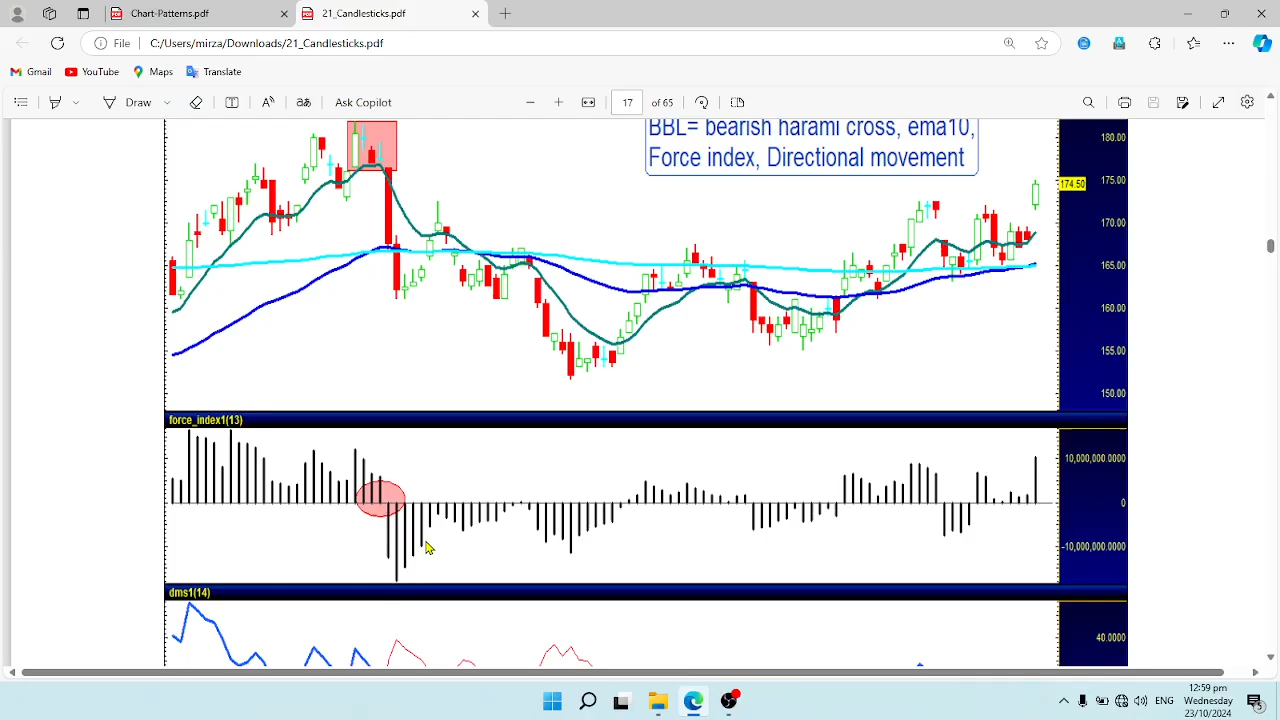 Chart-Patterns.pdf
21_Candlesticks.pdf
File
C:/Users/mirza/Downloads/21_Candlesticks.pdf
Gmail
YouTube
Maps
Translate
Draw
Ask Copilot
17
of 65
BBL= bearish harami cross, ema10,
Force index, Directional movement
180.00
175.00
174.50
170.00
165.00
160.00
155.00
150.00
force_index1(13)
10,000,000.0000
0
-10,000,000.0000
dms1(14)
40.0000
ENG
12:59 pm
Wednesday
23/10/2024
5